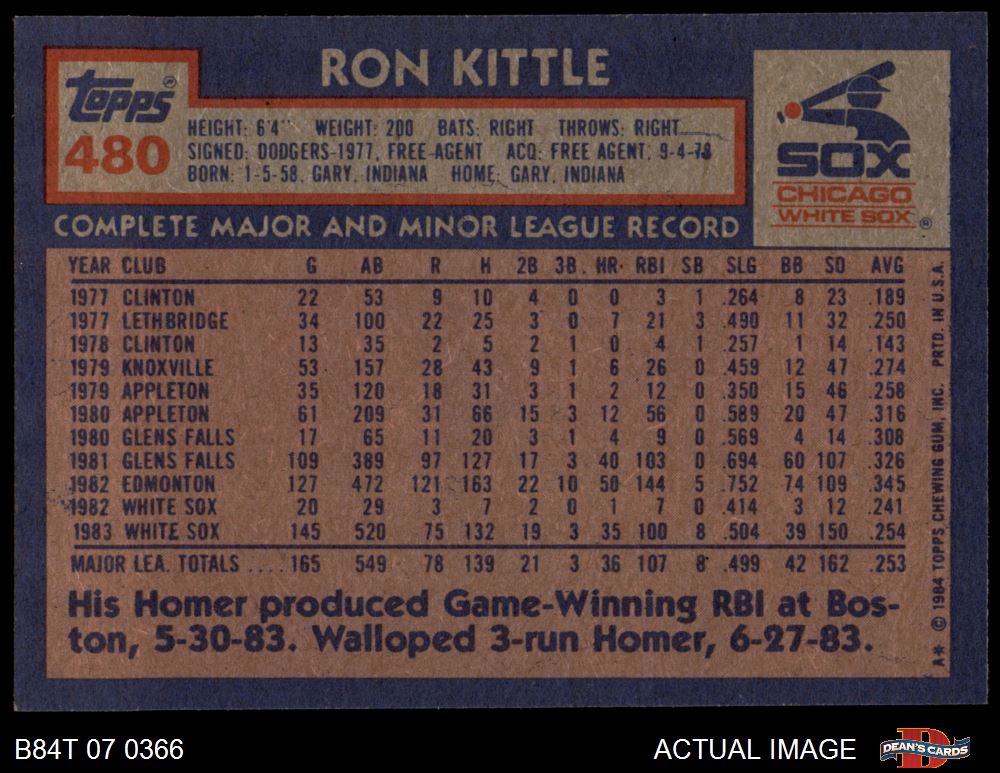 RON KITTLE
Topps®
480
HEIGHT: 6'4" WEIGHT: 200 BATS: RIGHT THROWS: RIGHT
SIGNED: DODGERS-1977, FREE-AGENT ACQ: FREE AGENT, 9-4-78
BORN: 1-5-58, GARY, INDIANA HOME: GARY, INDIANA
SOX
CHICAGO
WHITE SOX ®
COMPLETE MAJOR AND MINOR LEAGUE RECORD
YEAR CLUB G AB R H 2B 3B. HR· RBI SB SLG BB SO AVG
1977 CLINTON 22 53 9 10 4 0 0 3 1 .264 8 23 .189
1977 LETHBRIDGE 34 100 22 25 3 0 7 21 3 .490 11 32 .250
1978 CLINTON 13 35 2 5 2 1 0 4 1 .257 1 14 .143
1979 KNOXVILLE 53 157 28 43 9 1 6 26 0 .459 12 47 .274
1979 APPLETON 35 120 18 31 3 1 2 12 0 .350 15 46 .258
1980 APPLETON 61 209 31 66 15 3 12 56 0 .589 20 47 .316
1980 GLENS FALLS 17 65 11 20 3 1 4 9 0 .569 4 14 .308
1981 GLENS FALLS 109 389 97 127 17 3 40 103 0 .694 60 107 .326
1982 EDMONTON 127 472 121 163 22 10 50 144 5 .752 74 109 .345
1982 WHITE SOX 20 29 3 7 2 0 1 7 0 .414 3 12 .241
1983 WHITE SOX 145 520 75 132 19 3 35 100 8 .504 39 150 .254
MAJOR LEA. TOTALS .... 165 549 78 139 21 3 36 107 8 .499 42 162 .253
His Homer produced Game-Winning RBI at Bos-
ton, 5-30-83. Walloped 3-run Homer, 6-27-83.
A* © 1984 TOPPS CHEWING GUM, INC. PRTD. IN U.S.A.
B84T 07 0366
ACTUAL IMAGE
DEAN'S CARDS